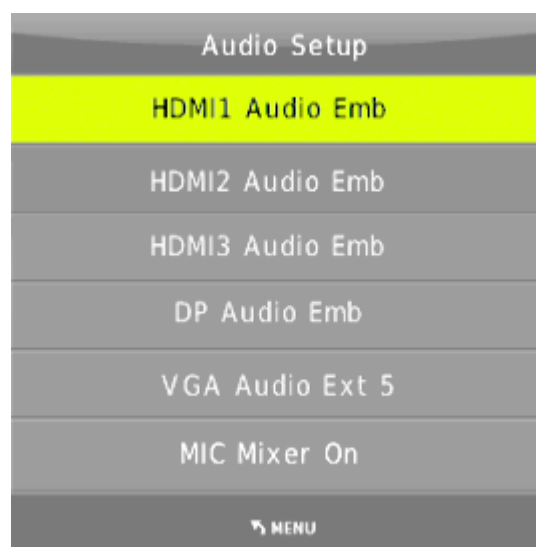 Audio Setup
HDMI1 Audio Emb
HDMI2 Audio Emb
HDMI3 Audio Emb
DP Audio Emb
VGA Audio Ext 5
MIC Mixer On
MENU